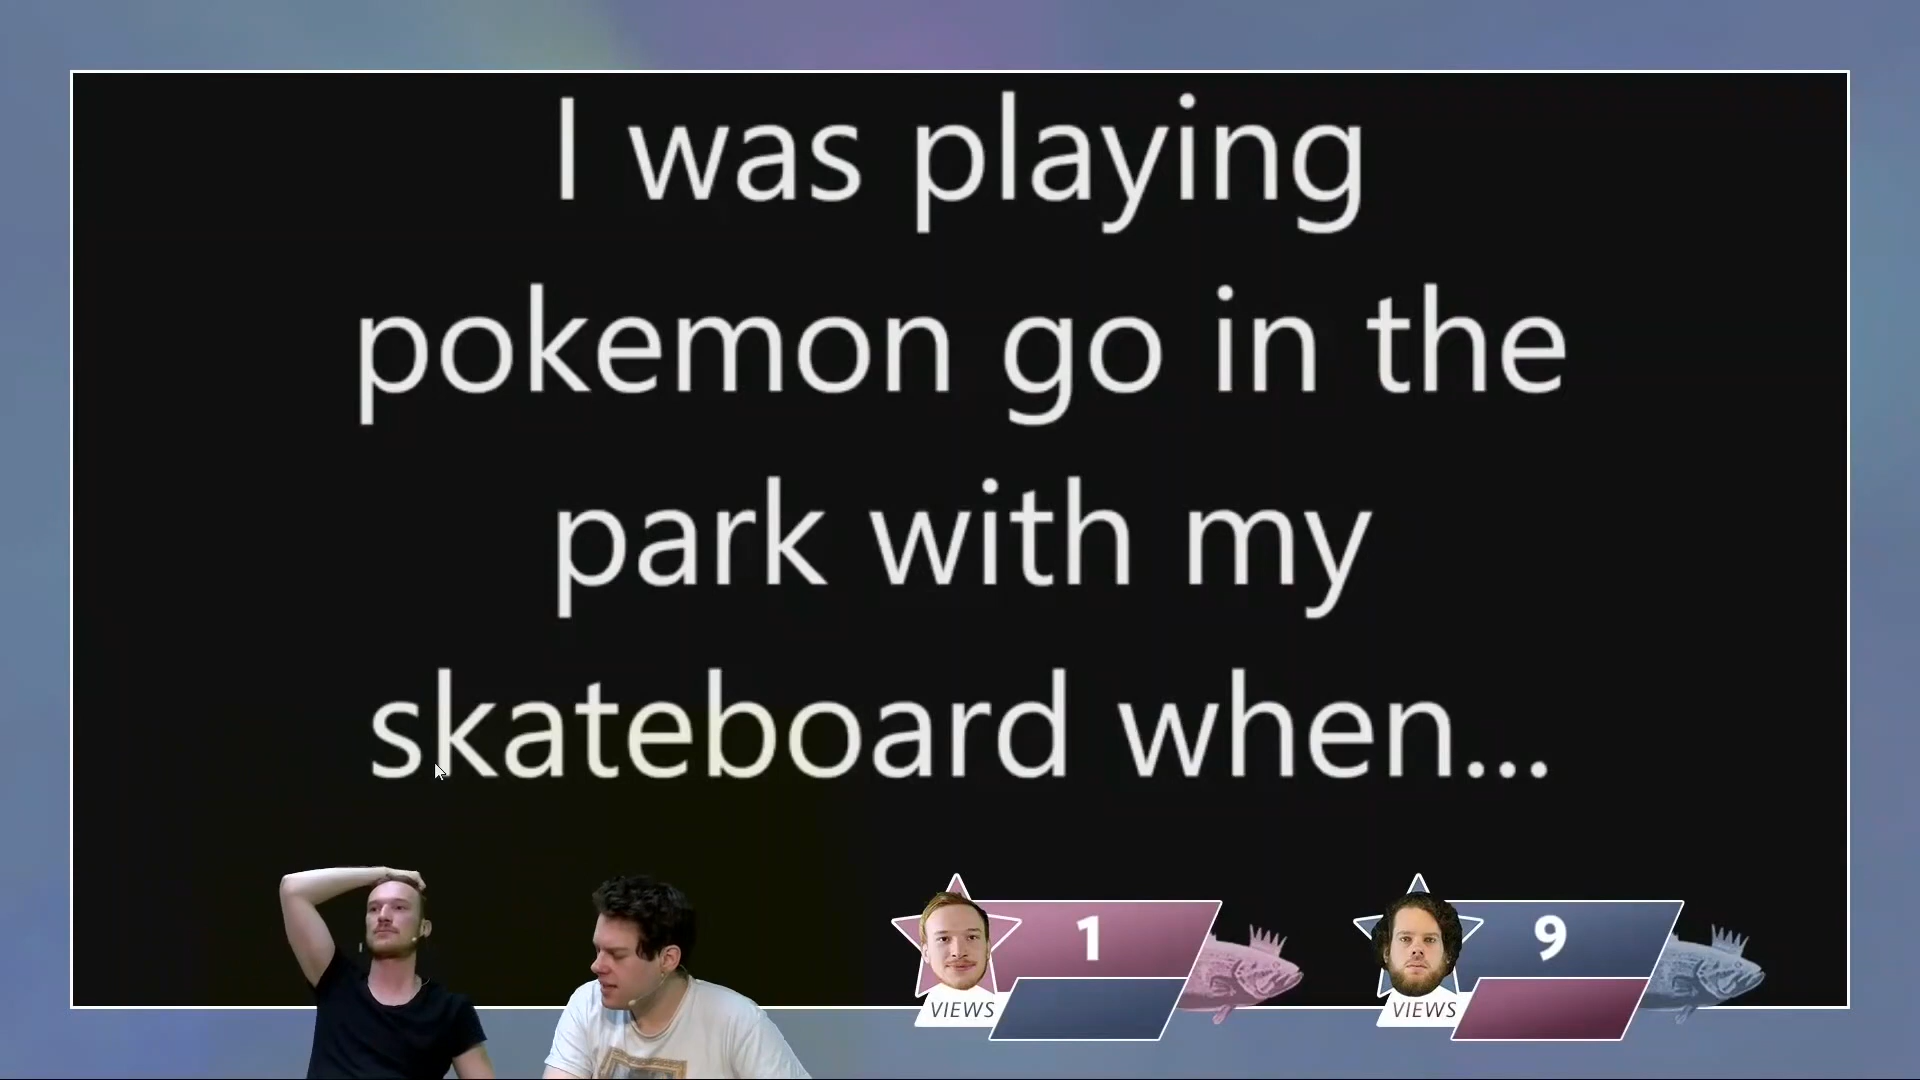 I was playing
pokemon go in the
park with my
skateboard when...
1
VIEWS
9
VIEWS